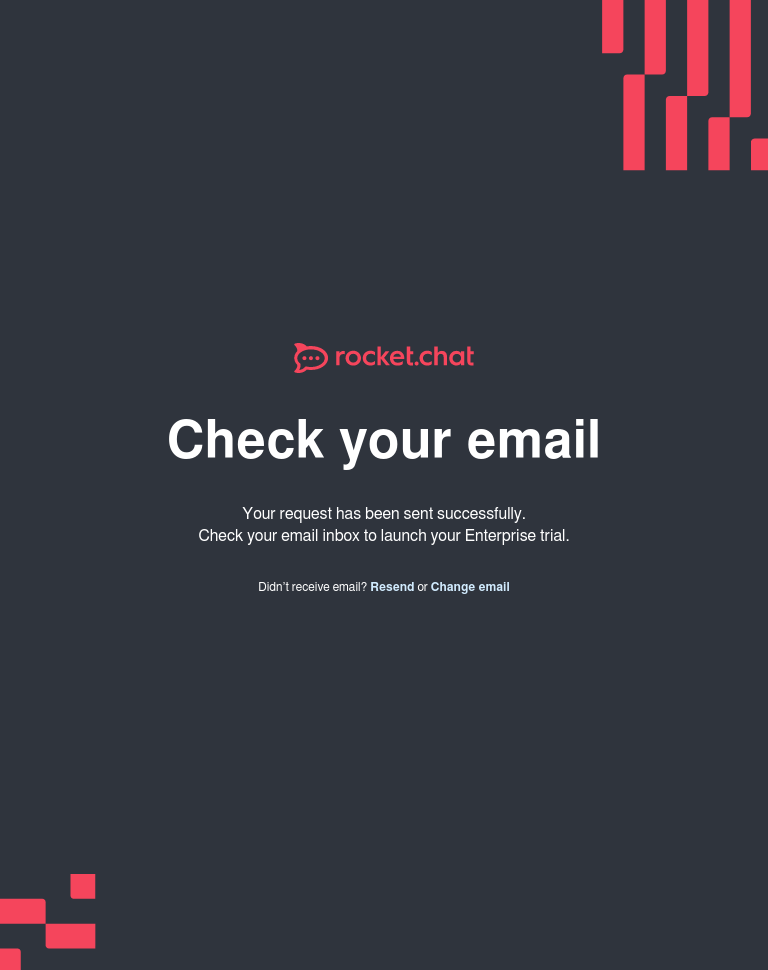 rocket.chat
Check your email
Your request has been sent successfully.
Check your email inbox to launch your Enterprise trial.
Didn't receive email? Resend or Change email